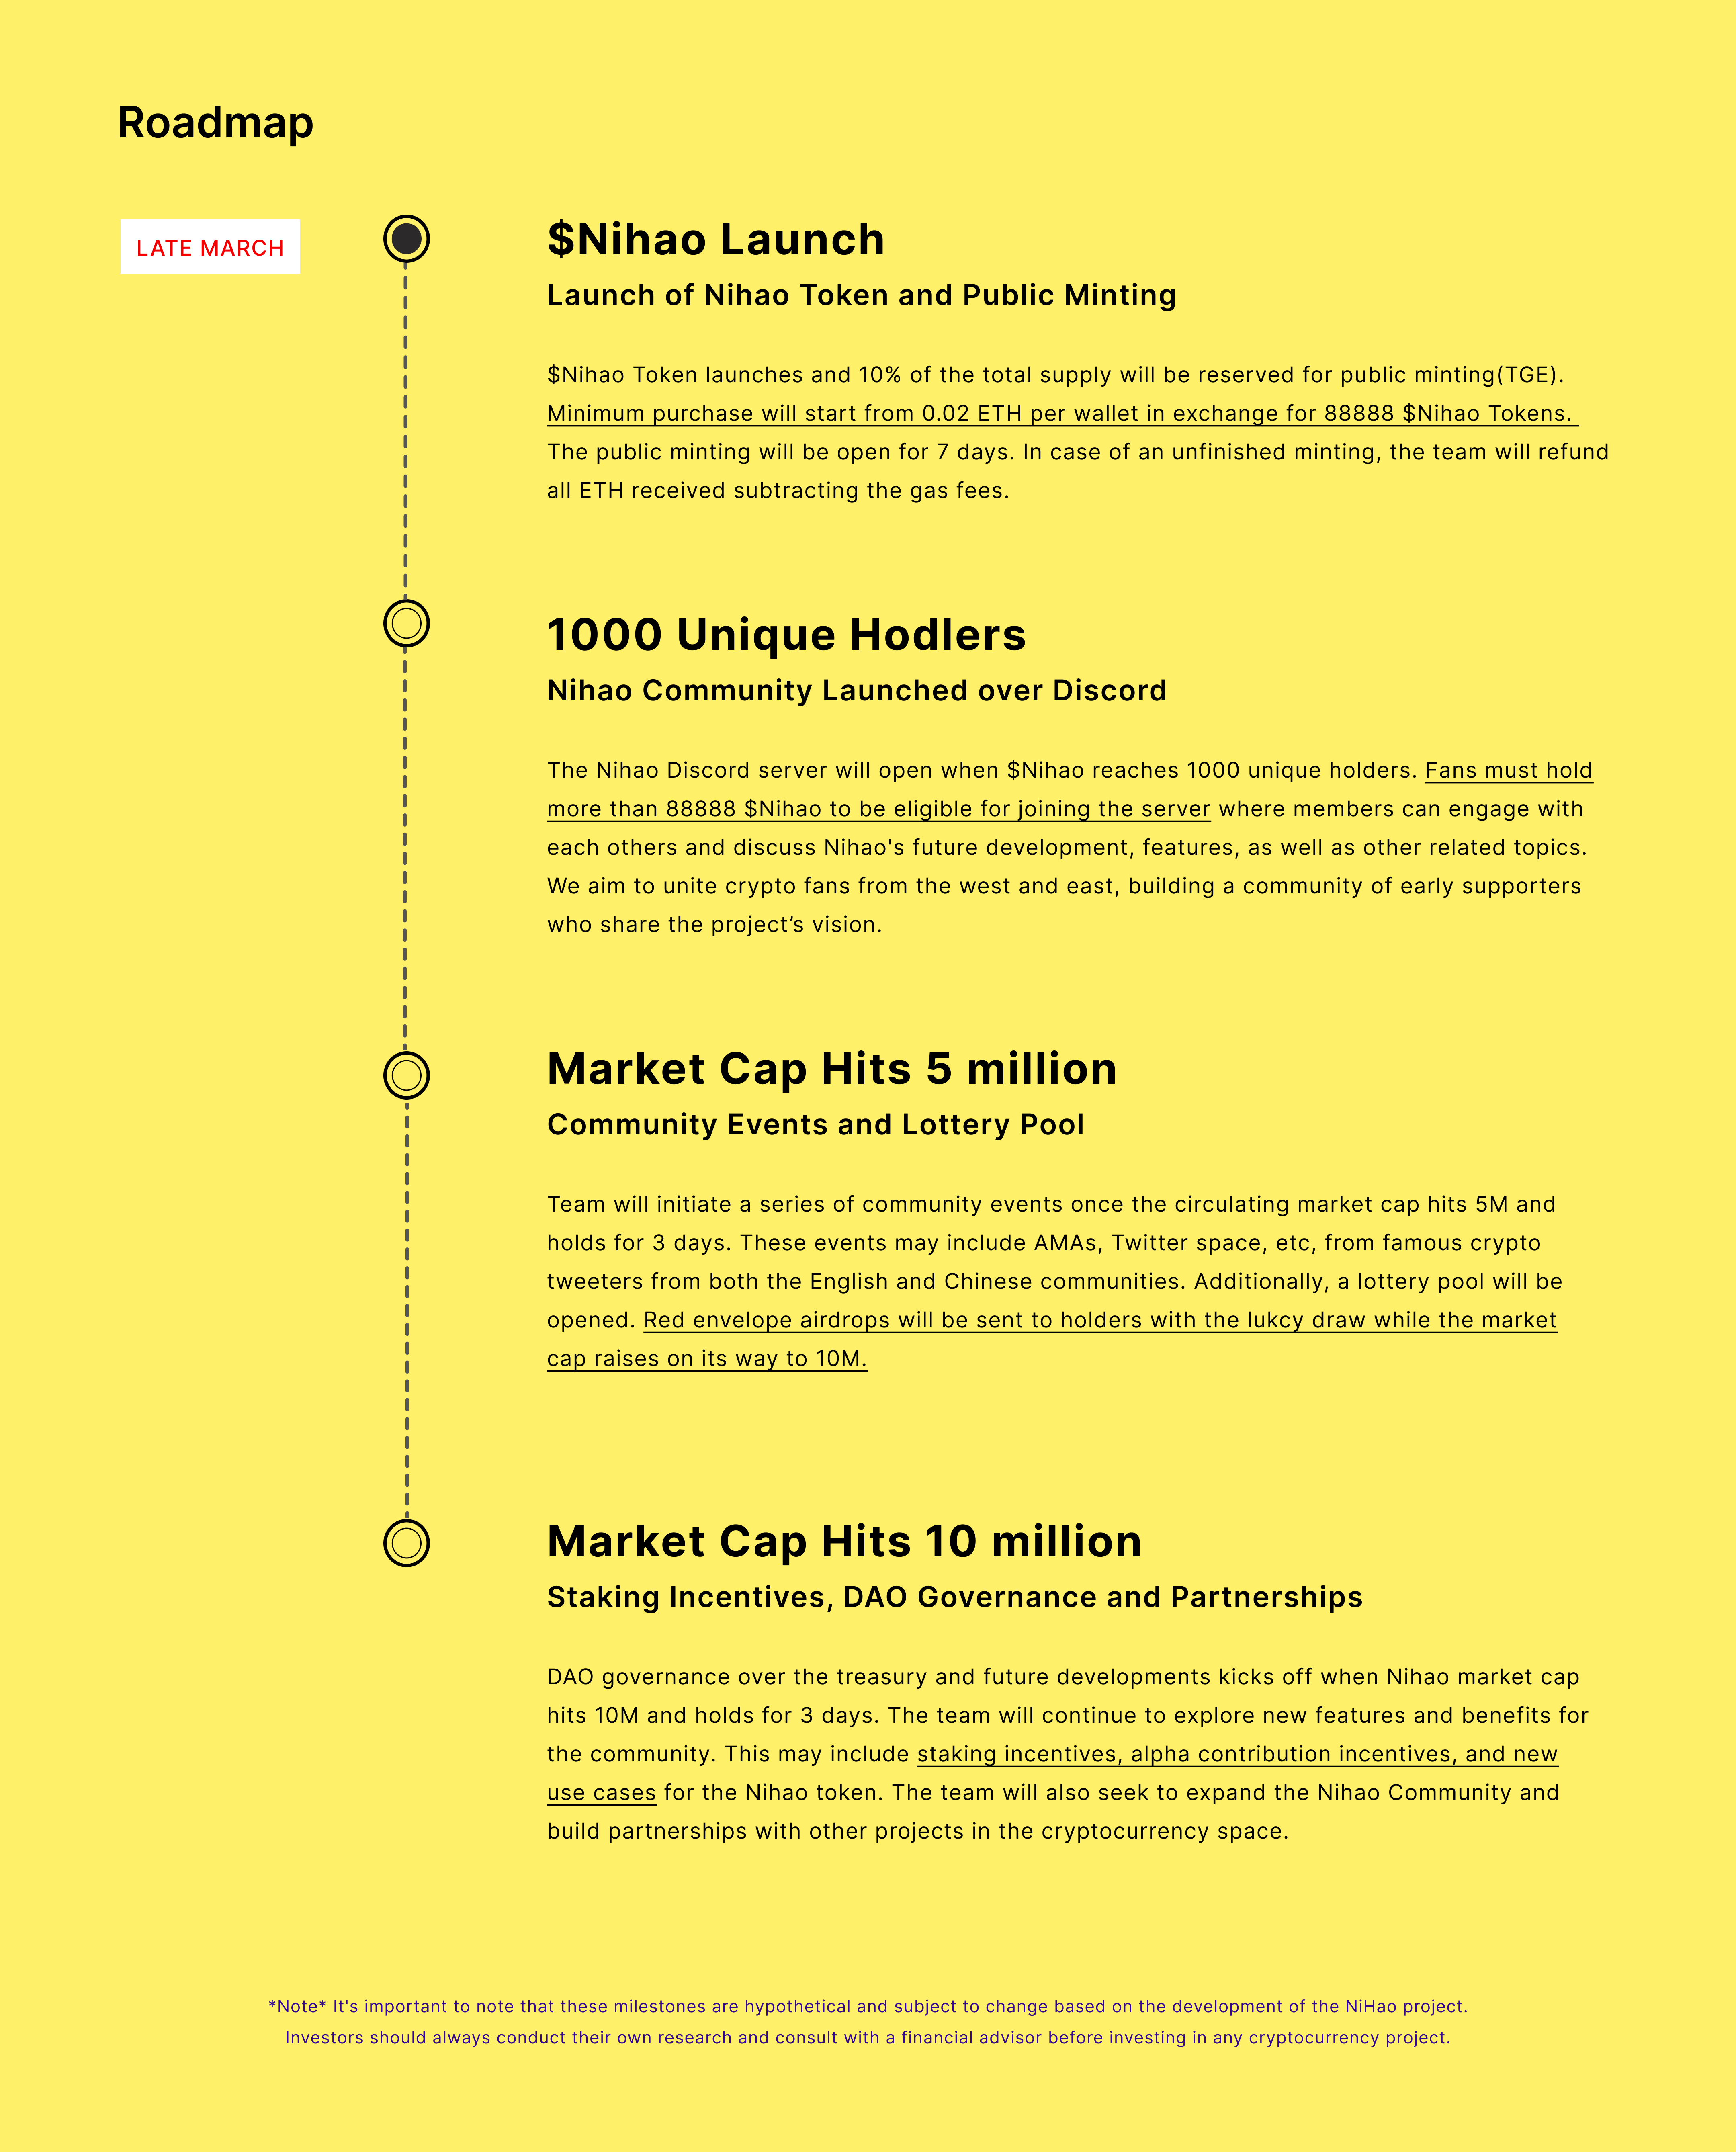 Roadmap
LATE MARCH
$Nihao Launch
Launch of Nihao Token and Public Minting
$Nihao Token launches and 10% of the total supply will be reserved for public minting(TGE).
Minimum purchase will start from 0.02 ETH per wallet in exchange for 88888 $Nihao Tokens.
The public minting will be open for 7 days. In case of an unfinished minting, the team will refund
all ETH received subtracting the gas fees.
1000 Unique Hodlers
Nihao Community Launched over Discord
The Nihao Discord server will open when $Nihao reaches 1000 unique holders. Fans must hold
more than 88888 $Nihao to be eligible for joining the server where members can engage with
each others and discuss Nihao's future development, features, as well as other related topics.
We aim to unite crypto fans from the west and east, building a community of early supporters
who share the project’s vision.
Market Cap Hits 5 million
Community Events and Lottery Pool
Team will initiate a series of community events once the circulating market cap hits 5M and
holds for 3 days. These events may include AMAs, Twitter space, etc, from famous crypto
tweeters from both the English and Chinese communities. Additionally, a lottery pool will be
opened. Red envelope airdrops will be sent to holders with the lukcy draw while the market
cap raises on its way to 10M.
Market Cap Hits 10 million
Staking Incentives, DAO Governance and Partnerships
DAO governance over the treasury and future developments kicks off when Nihao market cap
hits 10M and holds for 3 days. The team will continue to explore new features and benefits for
the community. This may include staking incentives, alpha contribution incentives, and new
use cases for the Nihao token. The team will also seek to expand the Nihao Community and
build partnerships with other projects in the cryptocurrency space.
*Note* It's important to note that these milestones are hypothetical and subject to change based on the development of the NiHao project.
Investors should always conduct their own research and consult with a financial advisor before investing in any cryptocurrency project.